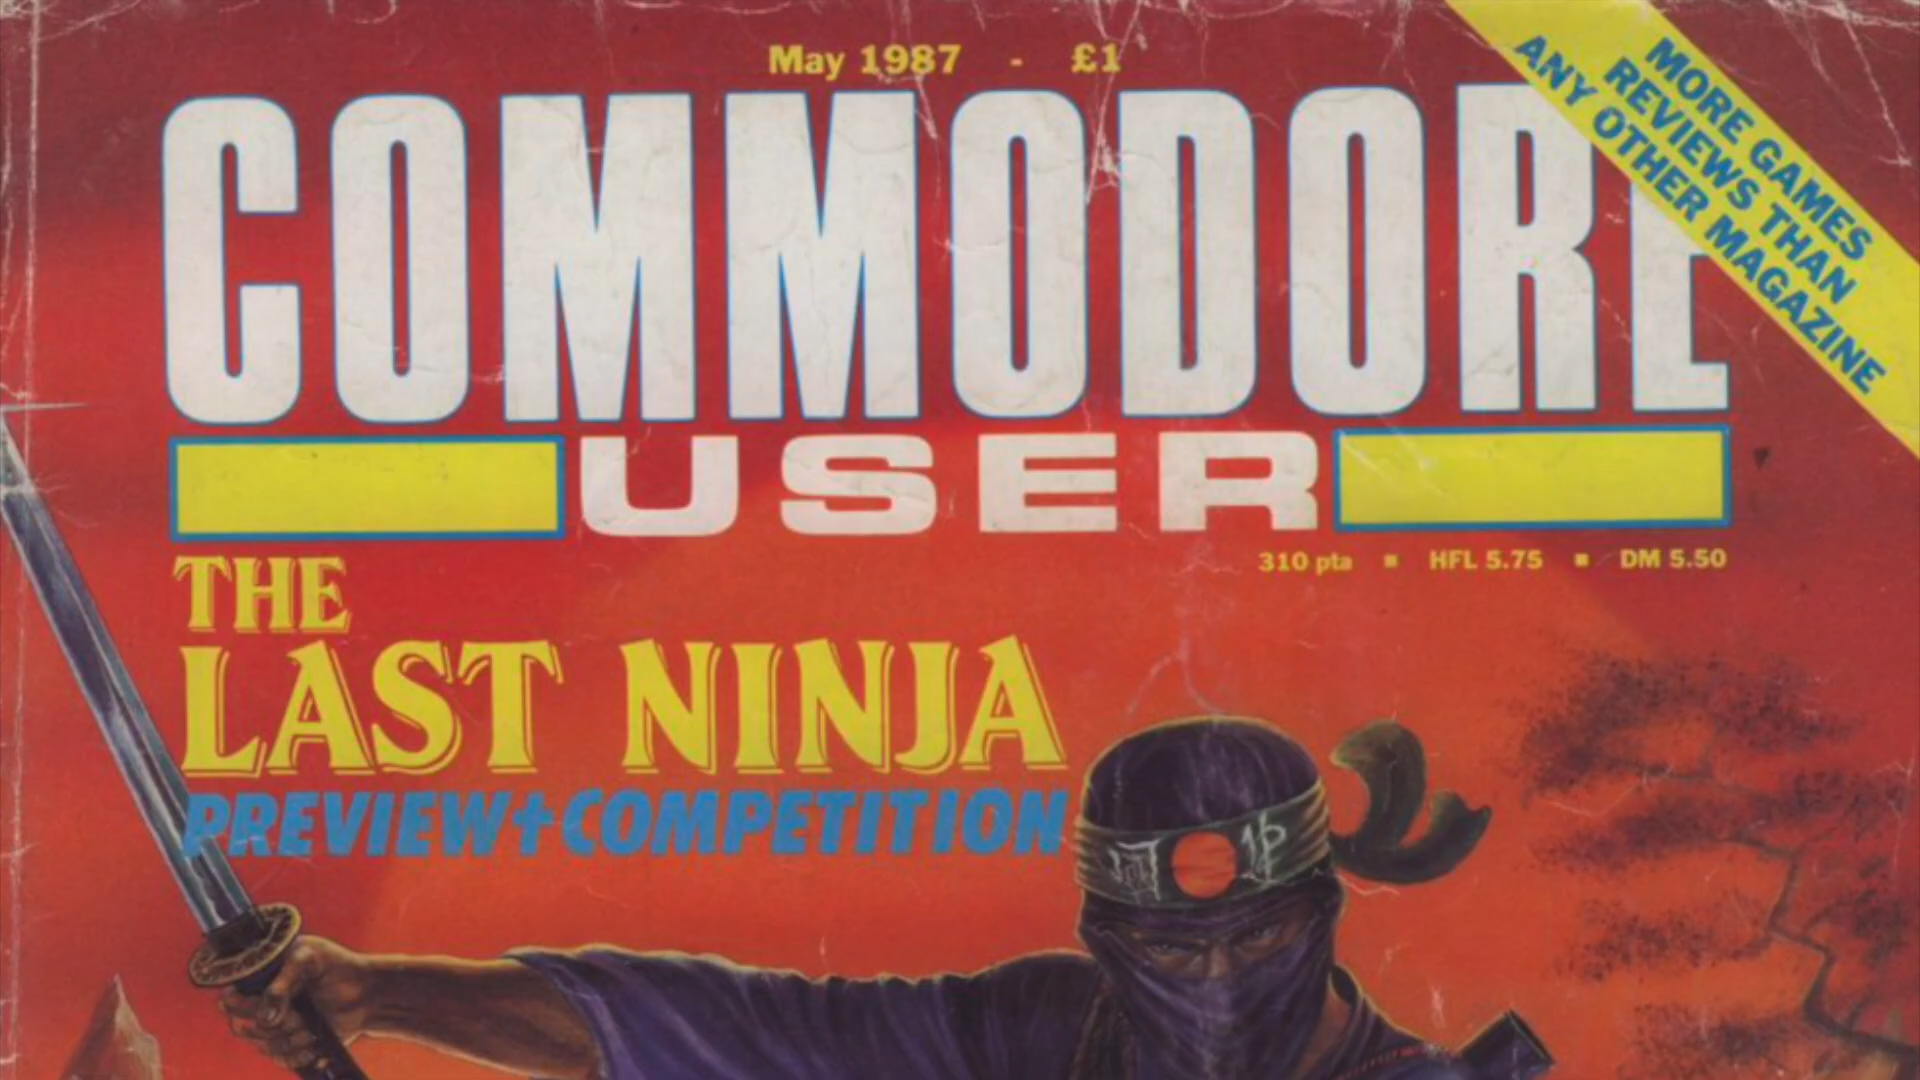 May 1987 - £1
COMMODORE
USER
MORE GAMES
REVIEWS THAN
ANY OTHER MAGAZINE
310 pta ▪ HFL 5.75 ▪ DM 5.50
THE
LAST NINJA
PREVIEW+COMPETITION